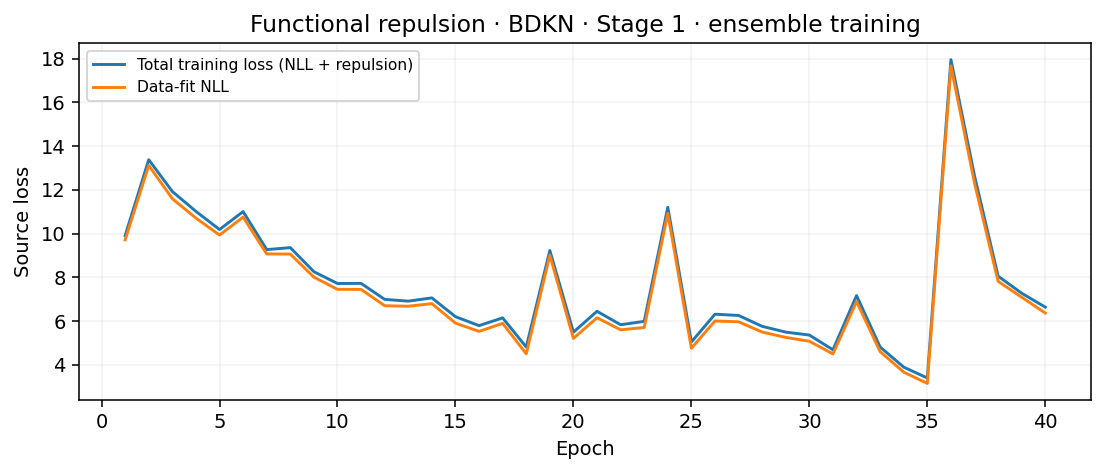 Functional repulsion · BDKN · Stage 1 · ensemble training
Total training loss (NLL + repulsion)
Data-fit NLL
Source loss
18
16
14
12
10
8
6
4
0 5 10 15 20 25 30 35 40
Epoch